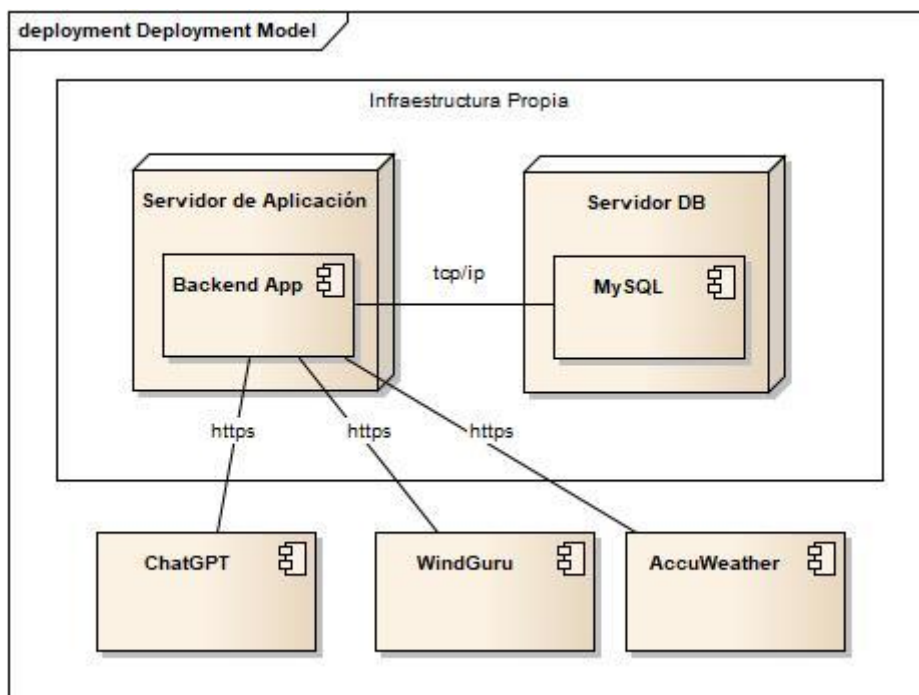 deployment Deployment Model
Infraestructura Propia
Servidor de Aplicación
Servidor DB
Backend App
tcp/ip
MySQL
https
https
https
ChatGPT
WindGuru
AccuWeather